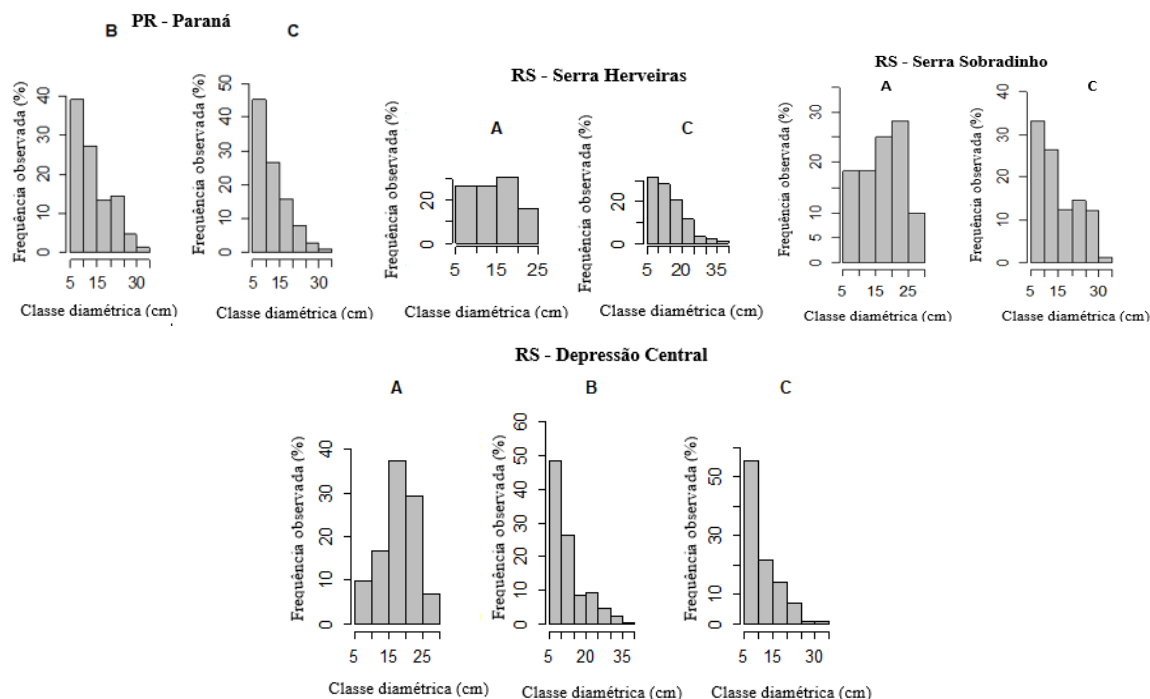 PR - Paraná
B
C
Frequência observada (%)
0
10
20
30
40
5
15
30
Classe diamétrica (cm)
Frequência observada (%)
0
10
20
30
40
50
5
15
30
Classe diamétrica (cm)
RS - Serra Herveiras
A
C
Frequência observada (%)
0
20
5
15
25
Classe diamétrica (cm)
Frequência observada (%)
0
20
5
20
35
Classe diamétrica (cm)
RS - Serra Sobradinho
A
C
Frequência observada (%)
0
5
10
20
30
5
15
25
Classe diamétrica (cm)
Frequência observada (%)
0
10
20
30
40
5
15
30
Classe diamétrica (cm)
RS - Depressão Central
A
B
C
Frequência observada (%)
0
10
20
30
40
5
15
25
Classe diamétrica (cm)
Frequência observada (%)
0
10
20
30
40
50
60
5
20
35
Classe diamétrica (cm)
Frequência observada (%)
0
10
30
50
5
15
30
Classe diamétrica (cm)